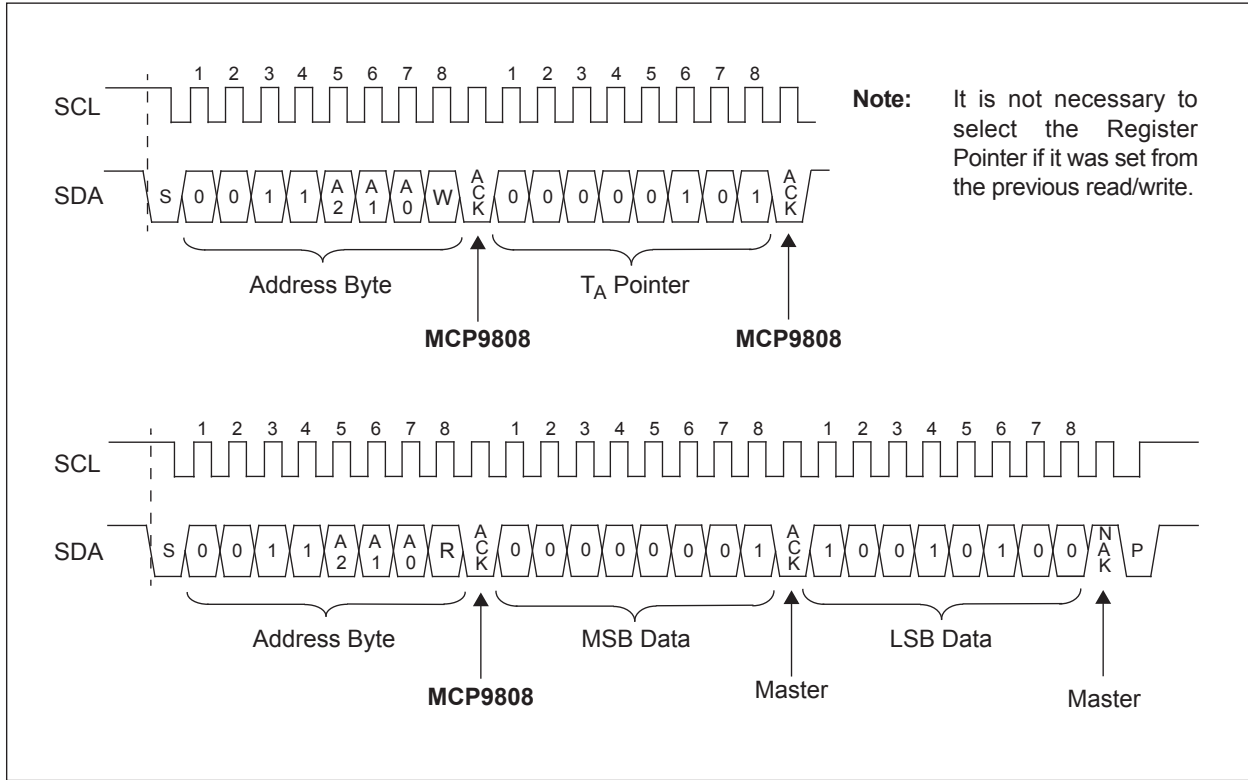 1 2 3 4 5 6 7 8 1 2 3 4 5 6 7 8
SCL
SDA S 0 0 1 1 A2 A1 A0 W ACK 0 0 0 0 0 1 0 1 ACK
Address Byte TA Pointer
MCP9808 MCP9808
Note: It is not necessary to
select the Register
Pointer if it was set from
the previous read/write.
1 2 3 4 5 6 7 8 1 2 3 4 5 6 7 8 1 2 3 4 5 6 7 8
SCL
SDA S 0 0 1 1 A2 A1 A0 R ACK 0 0 0 0 0 0 0 1 ACK 1 0 0 1 0 1 0 0 NAK P
Address Byte MSB Data LSB Data
MCP9808 Master Master